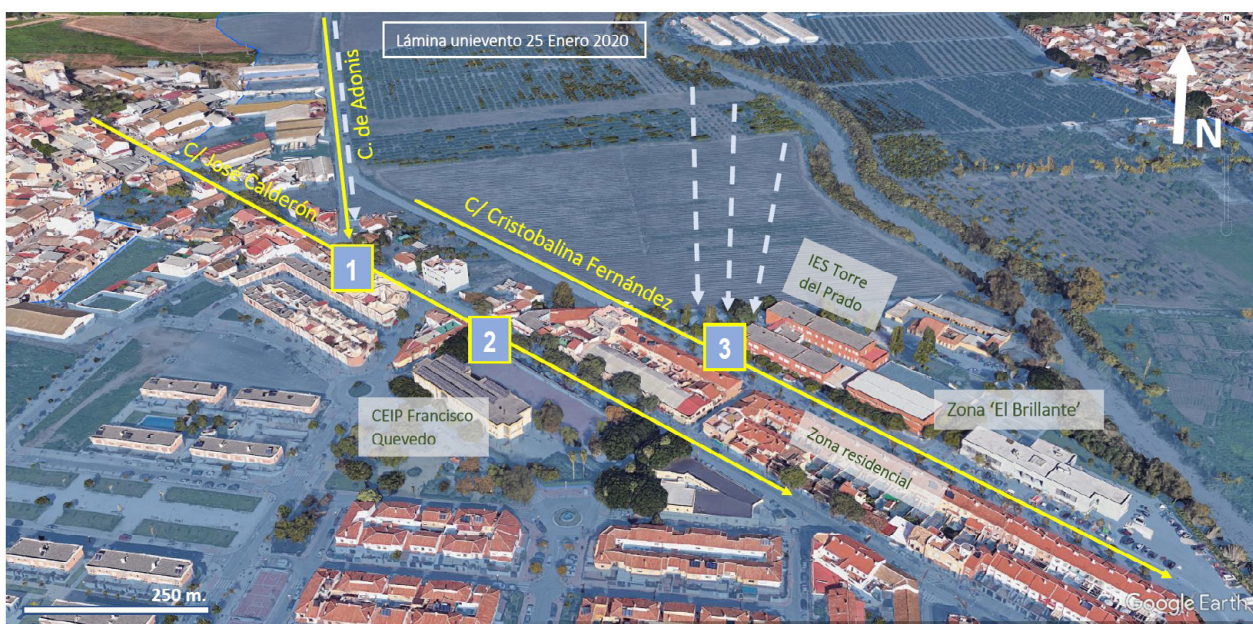 Lámina unievento 25 Enero 2020
N
C. de Adonis
C/ José Calderón
C/ Cristobalina Fernández
1
IES Torre
del Prado
2
3
CEIP Francisco
Quevedo
Zona ‘El Brillante’
Zona residencial
250 m.
Google Earth